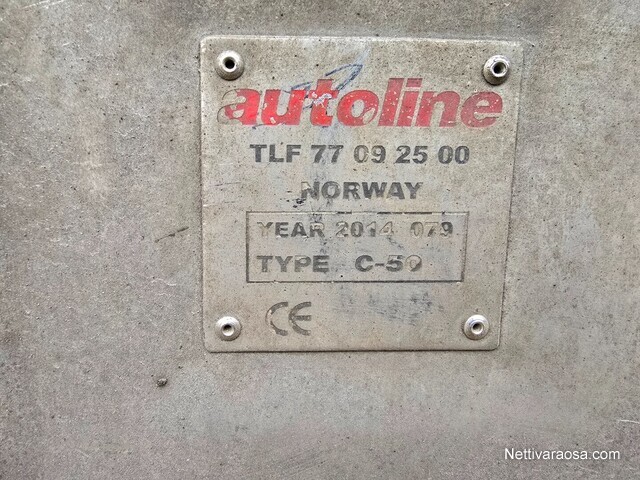 autoline
TLF 77 09 25 00
NORWAY
YEAR 2014 079
TYPE C-50
CE
Nettivaraosa.com